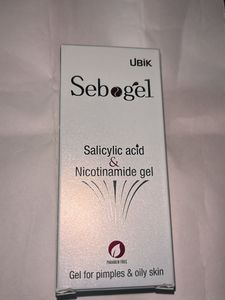 UBIK
Sebogel
Salicylic acid
&
Nicotinamide gel
PARABEN FREE
Gel for pimples & oily skin